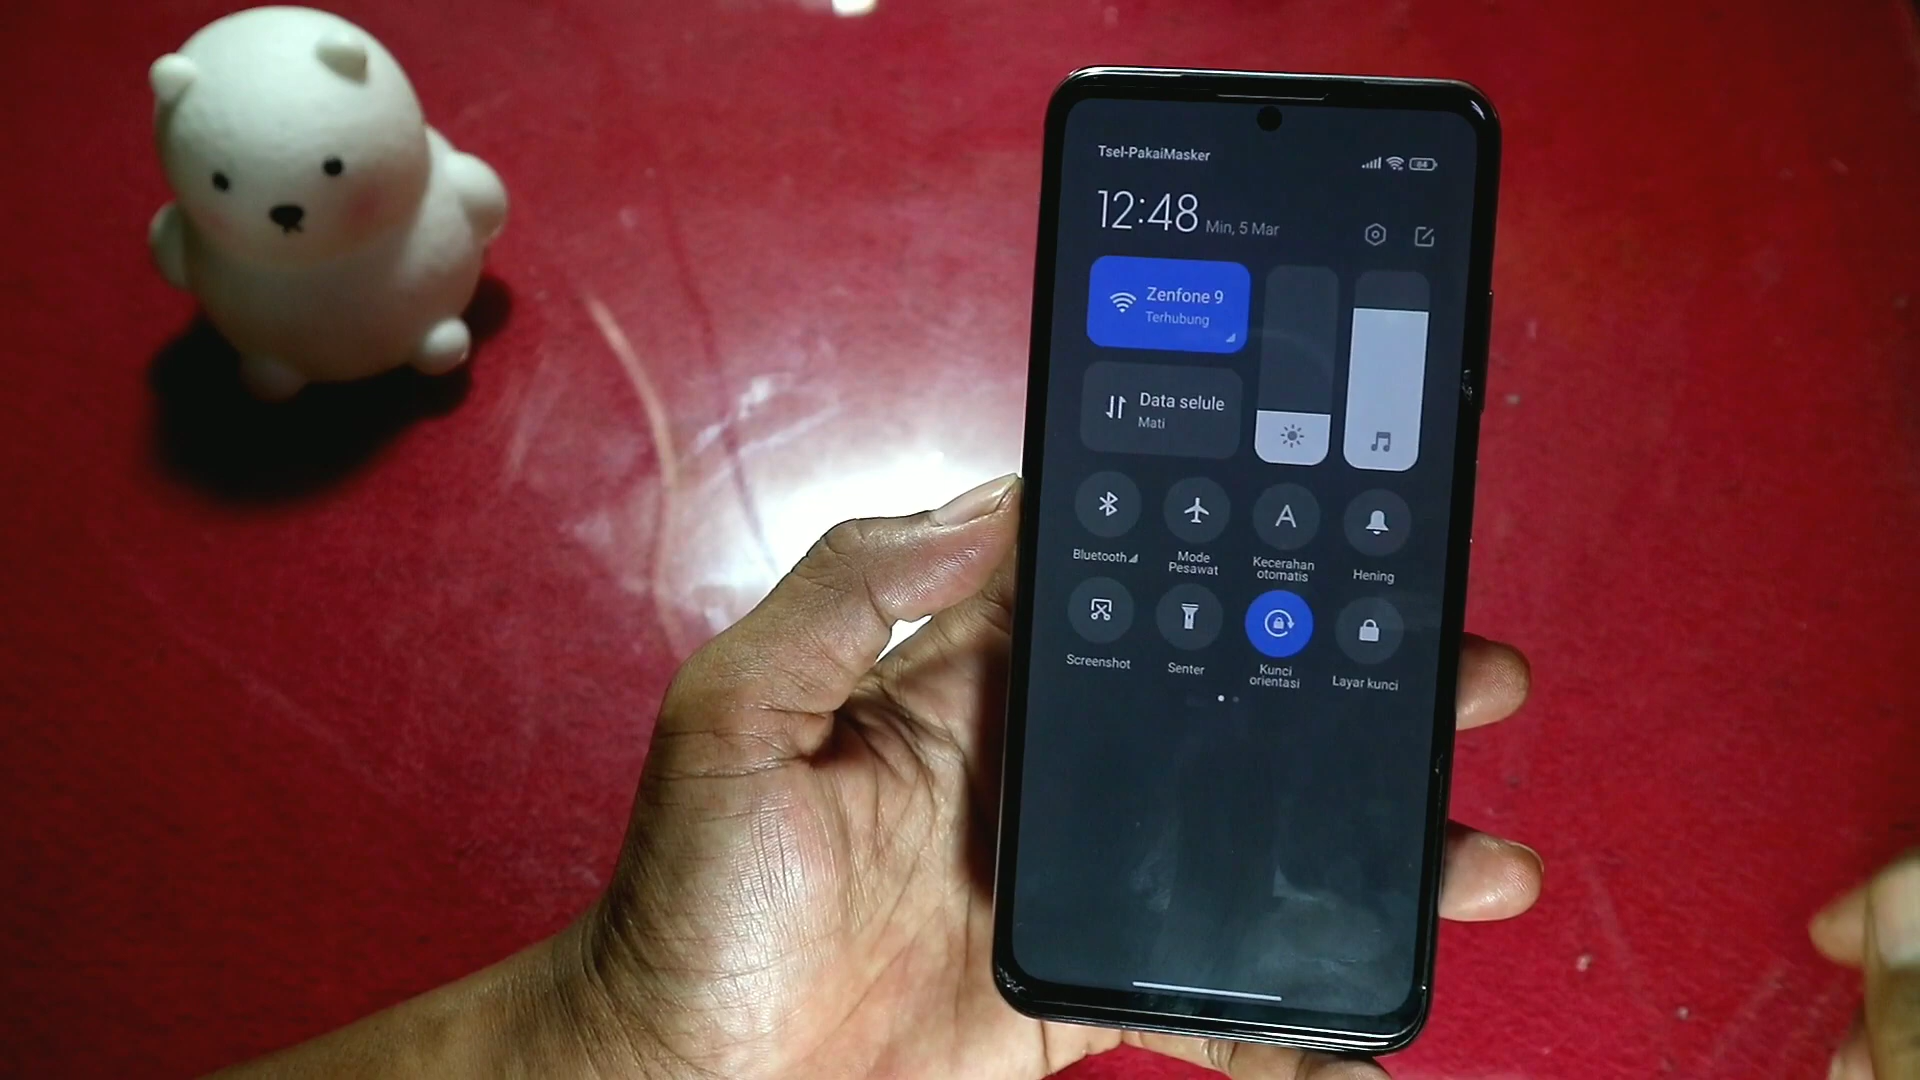 Tsel-PakaiMasker
64
12:48 Min, 5 Mar
Zenfone 9
Terhubung
Data selule
Mati
Bluetooth
Mode
Pesawat
A
Kecerahan
otomatis
Hening
Screenshot
Senter
Kunci
orientasi
Layar kunci